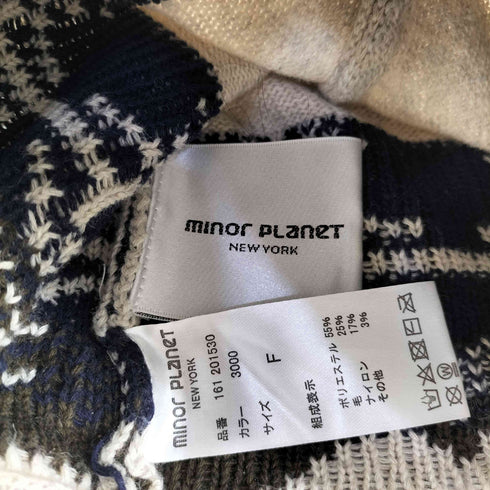 minor planet
NEW YORK
minor planet
NEW YORK
品番 161 201530
カラー 3000
サイズ F
組成表示
ポリエステル 55%
毛 25%
ナイロン 17%
その他 3%